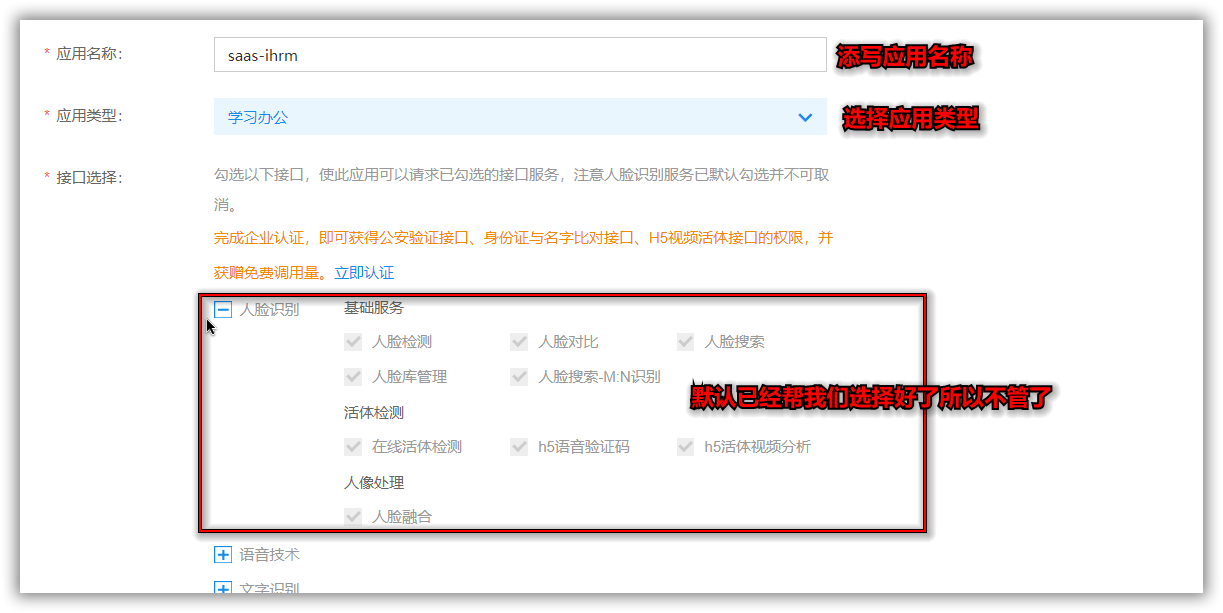 * 应用名称：
saas-ihrm
添写应用名称
* 应用类型：
学习办公
选择应用类型
* 接口选择：
勾选以下接口，使此应用可以请求已勾选的接口服务，注意人脸识别服务已默认勾选并不可取
消。
完成企业认证，即可获得公安验证接口、身份证与名字比对接口、H5视频活体接口的权限，并
获赠免费调用量。立即认证
人脸识别
基础服务
人脸检测
人脸对比
人脸搜索
人脸库管理
人脸搜索-M:N识别
默认已经帮我们选择好了所以不管了
活体检测
在线活体检测
h5语音验证码
h5活体视频分析
人像处理
人脸融合
语音技术
文字识别